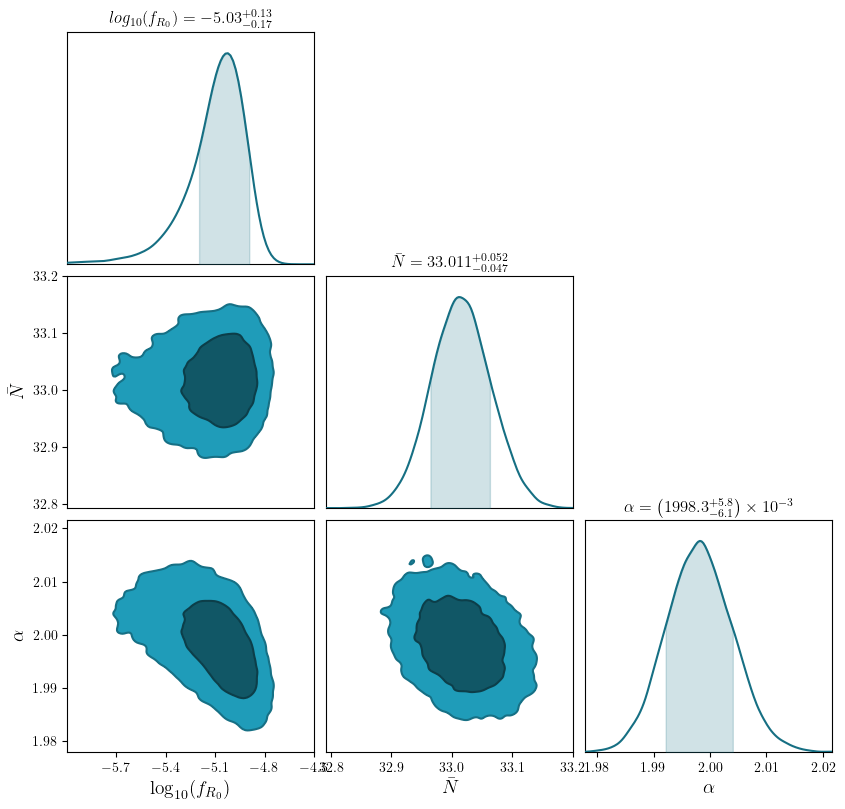 log₁₀(f_R₀) = −5.03 +0.13 −0.17
N̄ = 33.011 +0.052 −0.047
33.2
33.1
33.0
32.9
32.8
N̄
α = (1998.3 +5.8 −6.1) × 10⁻³
2.02
2.01
2.00
1.99
1.98
α
−5.7 −5.4 −5.1 −4.8 −4.5
32.8 32.9 33.0 33.1 33.2
1.98 1.99 2.00 2.01 2.02
log₁₀(f_R₀) N̄ α